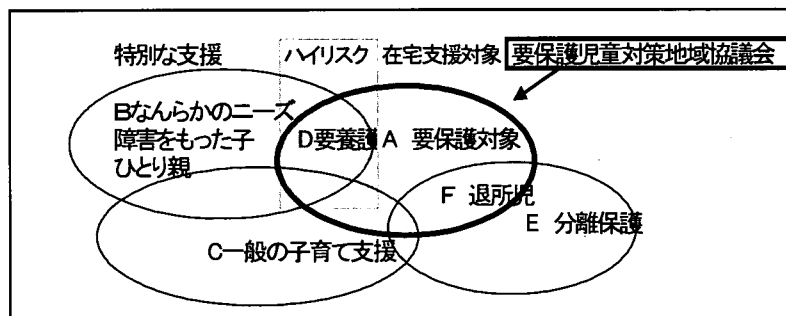 特別な支援 ハイリスク 在宅支援対象 要保護児童対策地域協議会
Bなんらかのニーズ
障害をもった子
ひとり親
D要養護 A 要保護対象
F 退所児
E 分離保護
C一般の子育て支援